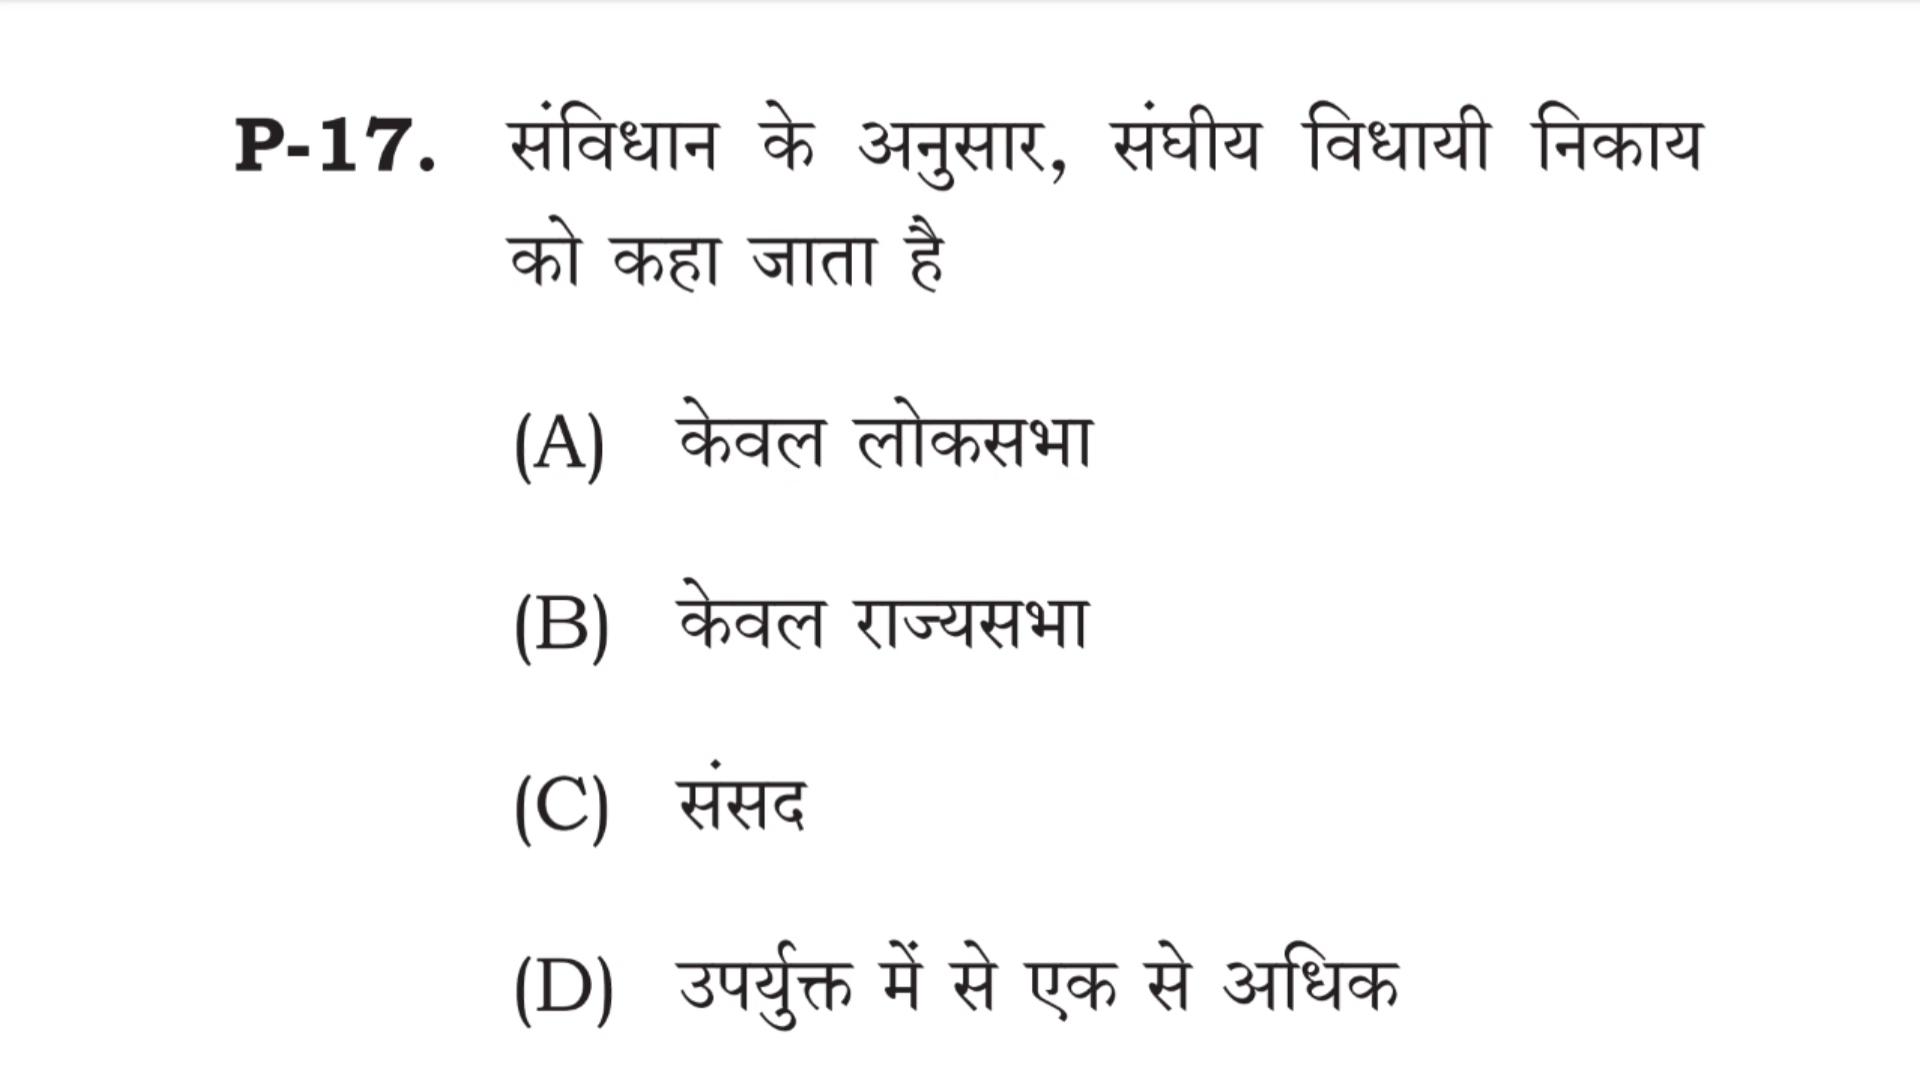 P-17. संविधान के अनुसार, संघीय विधायी निकाय
को कहा जाता है
(A) केवल लोकसभा
(B) केवल राज्यसभा
(C) संसद
(D) उपर्युक्त में से एक से अधिक